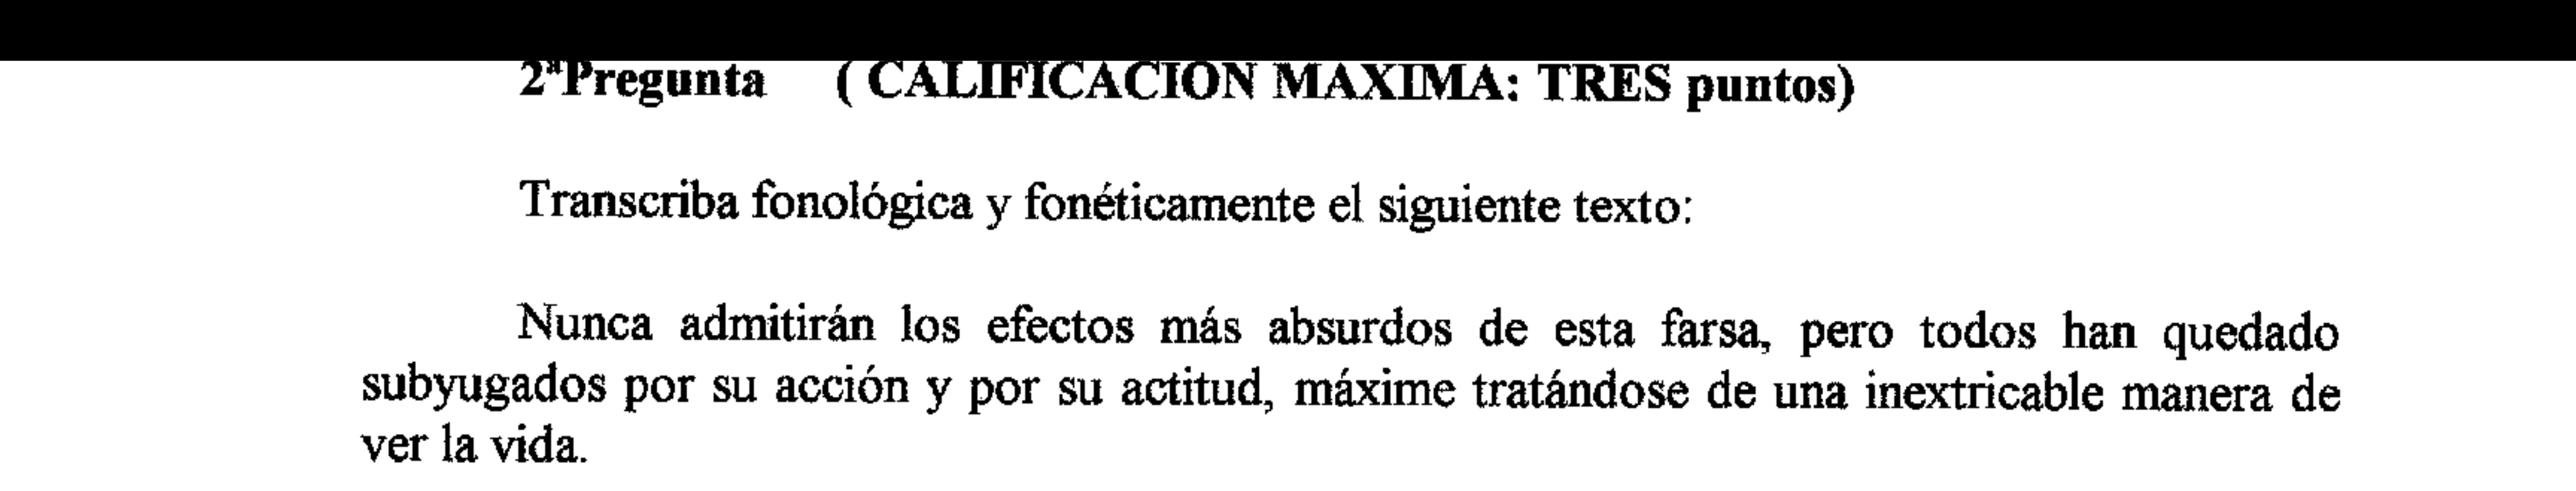 2ªPregunta ( CALIFICACION MAXIMA: TRES puntos)
Transcriba fonológica y fonéticamente el siguiente texto:
Nunca admitirán los efectos más absurdos de esta farsa, pero todos han quedado
subyugados por su acción y por su actitud, máxime tratándose de una inextricable manera de
ver la vida.